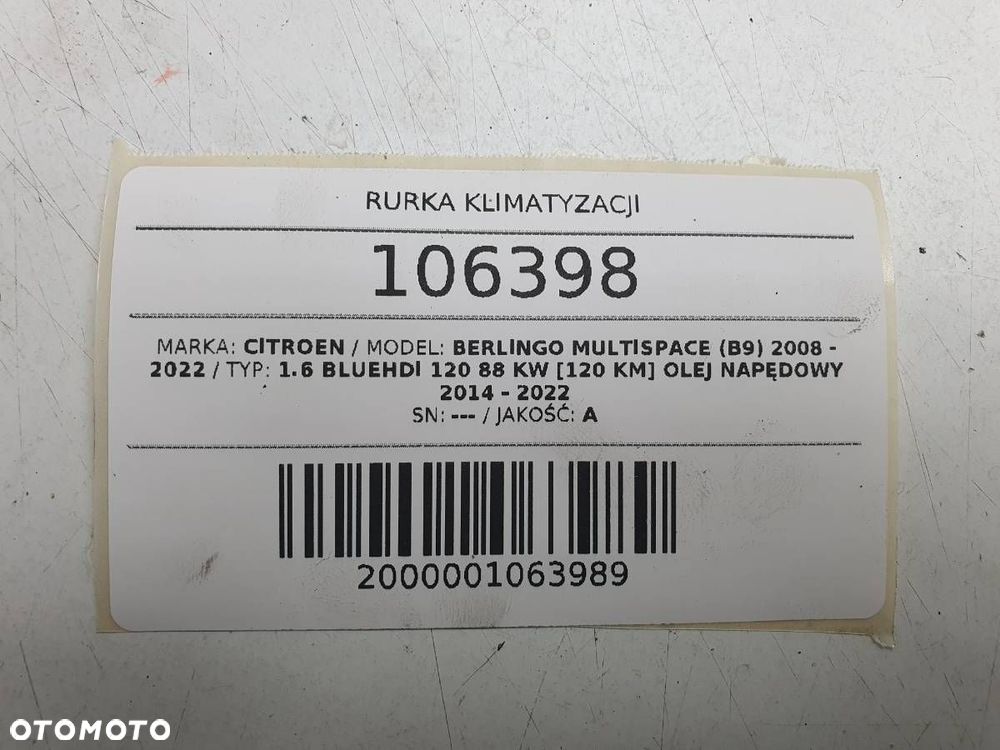 RURKA KLIMATYZACJI
106398
MARKA: CITROEN / MODEL: BERLINGO MULTISPACE (B9) 2008 -
2022 / TYP: 1.6 BLUEHDI 120 88 KW [120 KM] OLEJ NAPĘDOWY
2014 - 2022
SN: --- / JAKOŚĆ: A
2000001063989
OTOMOTO